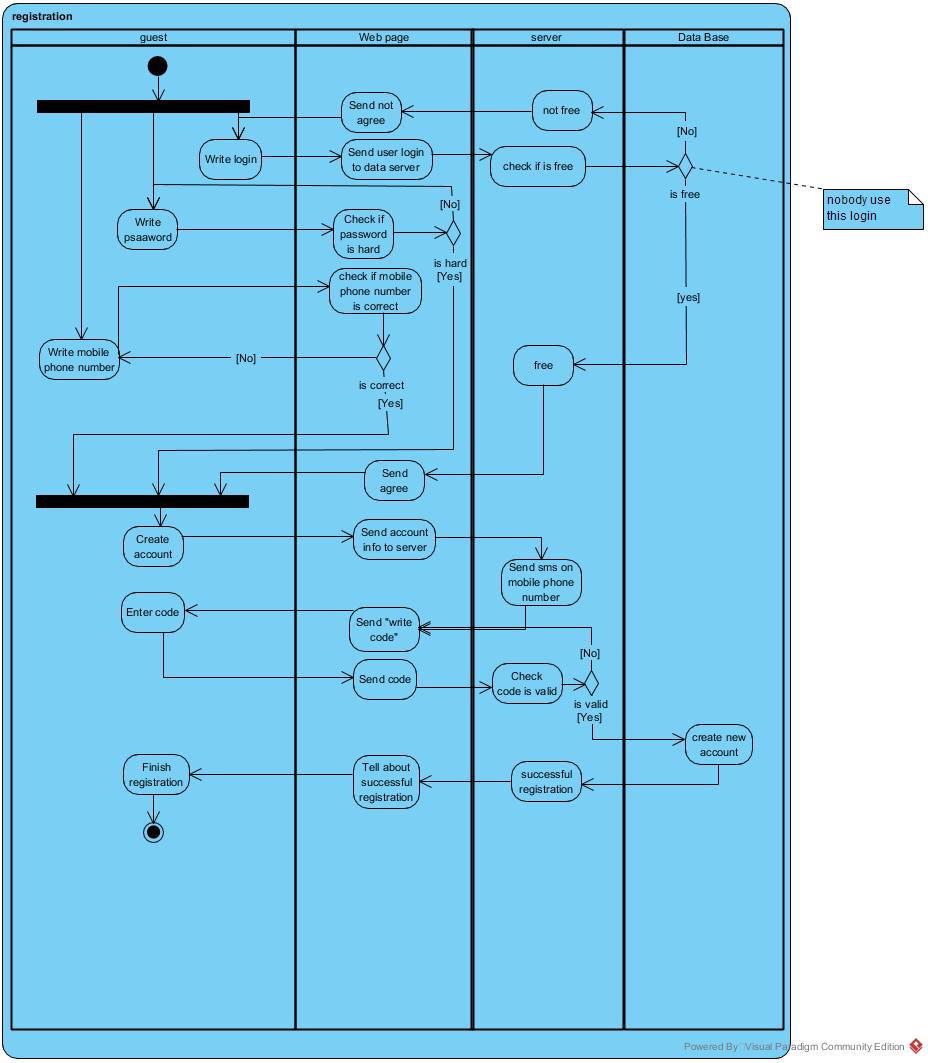 registration
guest
Web page
server
Data Base
Send not
agree
not free
[No]
Write login
Send user login
to data server
check if is free
is free
nobody use
this login
[No]
Write
psaaword
Check if
password
is hard
is hard
[Yes]
check if mobile
phone number
is correct
[yes]
Write mobile
phone number
[No]
free
is correct
[Yes]
Send
agree
Create
account
Send account
info to server
Send sms on
mobile phone
number
Enter code
Send "write
code"
[No]
Send code
Check
code is valid
is valid
[Yes]
create new
account
Finish
registration
Tell about
successful
registration
successful
registration
Powered By Visual Paradigm Community Edition